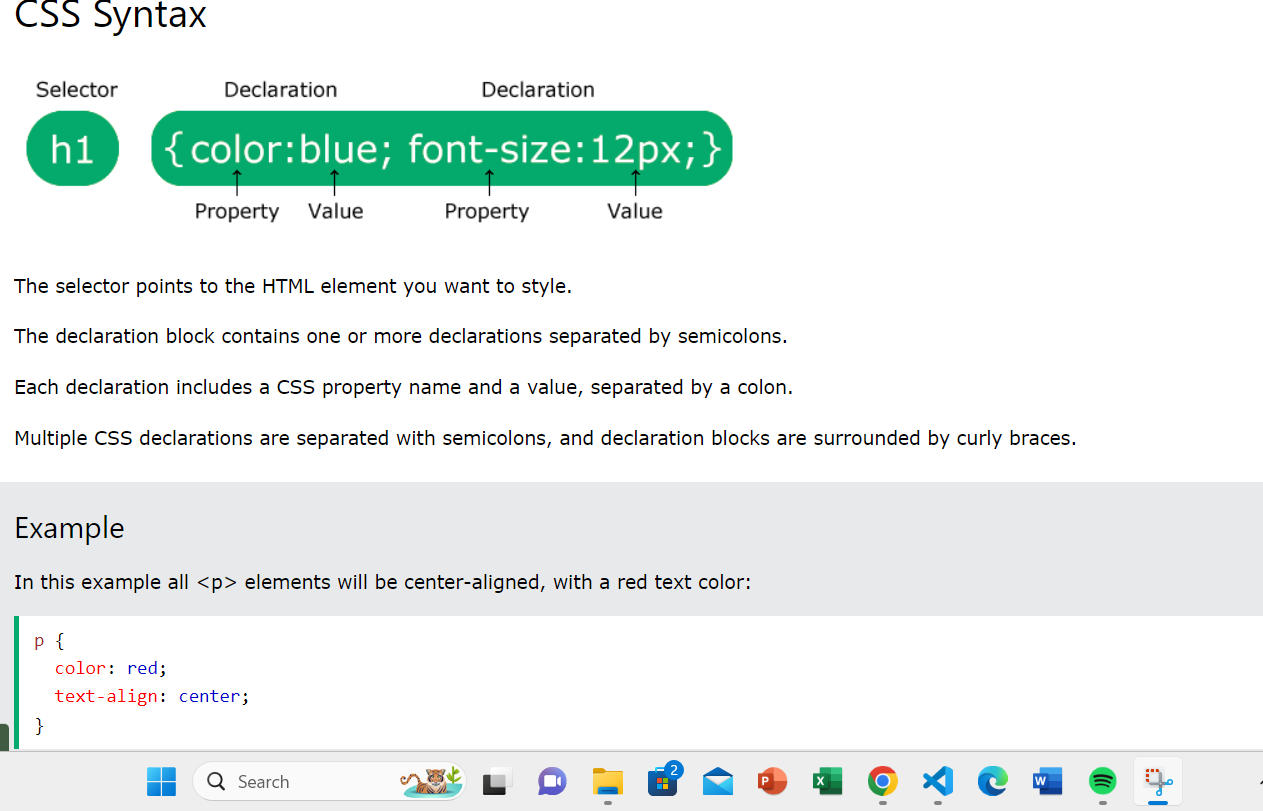 CSS Syntax
Selector Declaration Declaration
h1 {color:blue; font-size:12px;}
Property Value Property Value
The selector points to the HTML element you want to style.
The declaration block contains one or more declarations separated by semicolons.
Each declaration includes a CSS property name and a value, separated by a colon.
Multiple CSS declarations are separated with semicolons, and declaration blocks are surrounded by curly braces.
Example
In this example all <p> elements will be center-aligned, with a red text color:
p {
color: red;
text-align: center;
}
Search 2 P X W